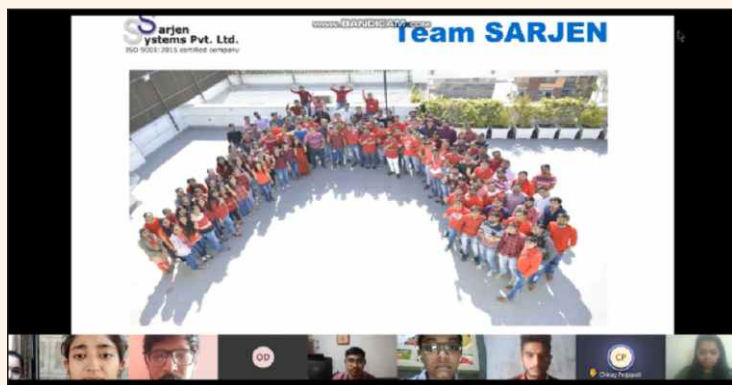 Sarjen
Systems Pvt. Ltd.
ISO 9001:2015 certified company
www.BANDICAM.com
Team SARJEN
OD
CP
Chirag Prajapati